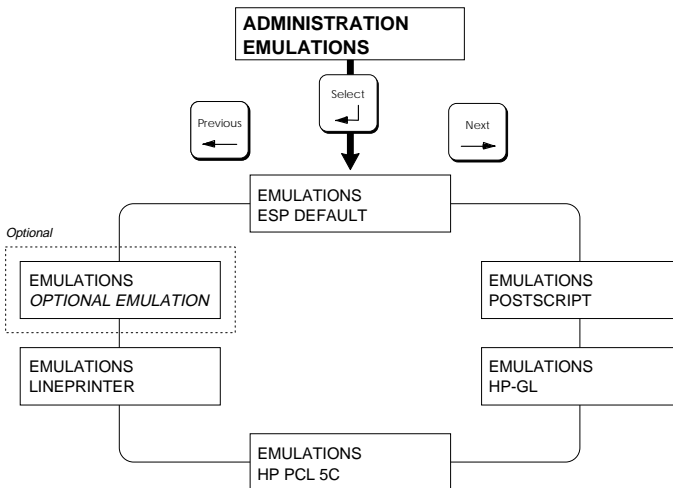 ADMINISTRATION
EMULATIONS
Select
Previous
Next
EMULATIONS
ESP DEFAULT
Optional
EMULATIONS
OPTIONAL EMULATION
EMULATIONS
POSTSCRIPT
EMULATIONS
LINEPRINTER
EMULATIONS
HP-GL
EMULATIONS
HP PCL 5C